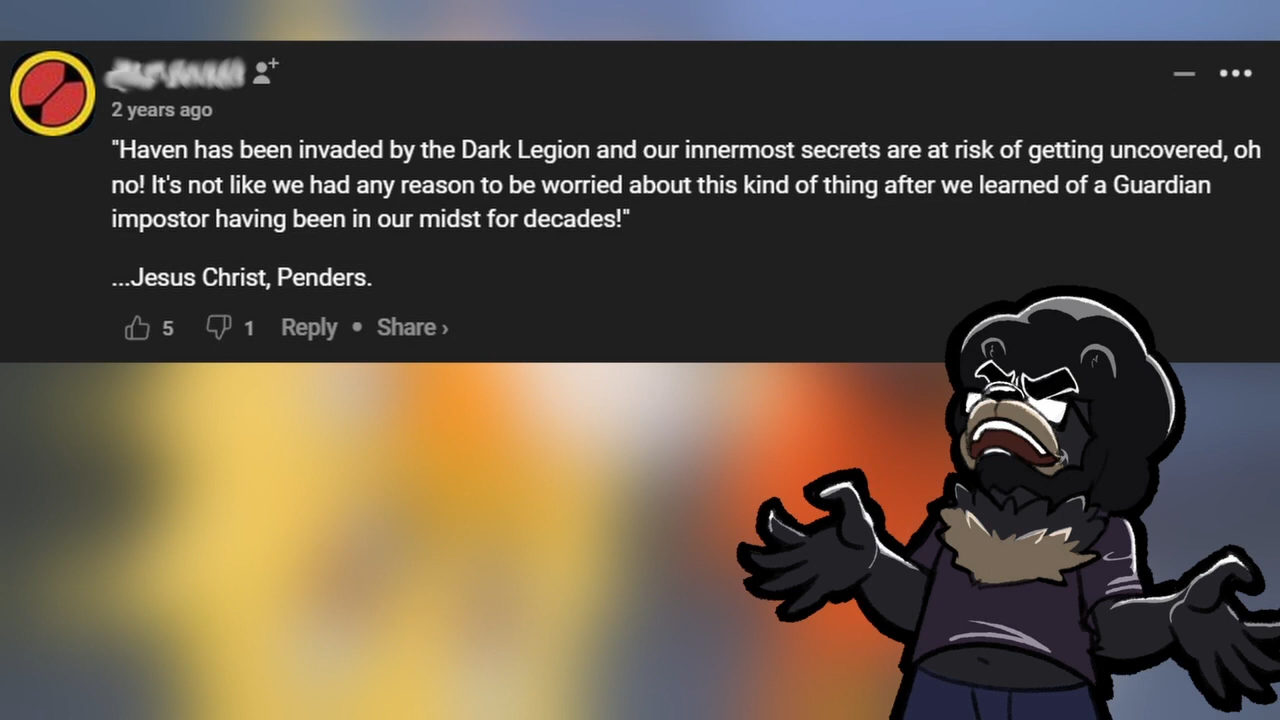 2 years ago
"Haven has been invaded by the Dark Legion and our innermost secrets are at risk of getting uncovered, oh
no! It's not like we had any reason to be worried about this kind of thing after we learned of a Guardian
impostor having been in our midst for decades!"
...Jesus Christ, Penders.
5 1 Reply • Share ›